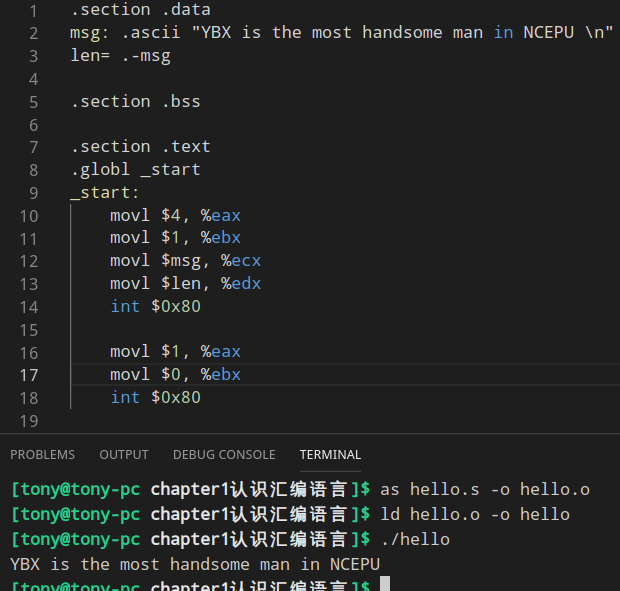 1 .section .data
2 msg: .ascii "YBX is the most handsome man in NCEPU \n"
3 len= .-msg
4
5 .section .bss
6
7 .section .text
8 .globl _start
9 _start:
10 movl $4, %eax
11 movl $1, %ebx
12 movl $msg, %ecx
13 movl $len, %edx
14 int $0x80
15
16 movl $1, %eax
17 movl $0, %ebx
18 int $0x80
19
PROBLEMS OUTPUT DEBUG CONSOLE TERMINAL
[tony@tony-pc chapter1认识汇编语言]$ as hello.s -o hello.o
[tony@tony-pc chapter1认识汇编语言]$ ld hello.o -o hello
[tony@tony-pc chapter1认识汇编语言]$ ./hello
YBX is the most handsome man in NCEPU
[tony@tony-pc chapter1认识汇编语言]$